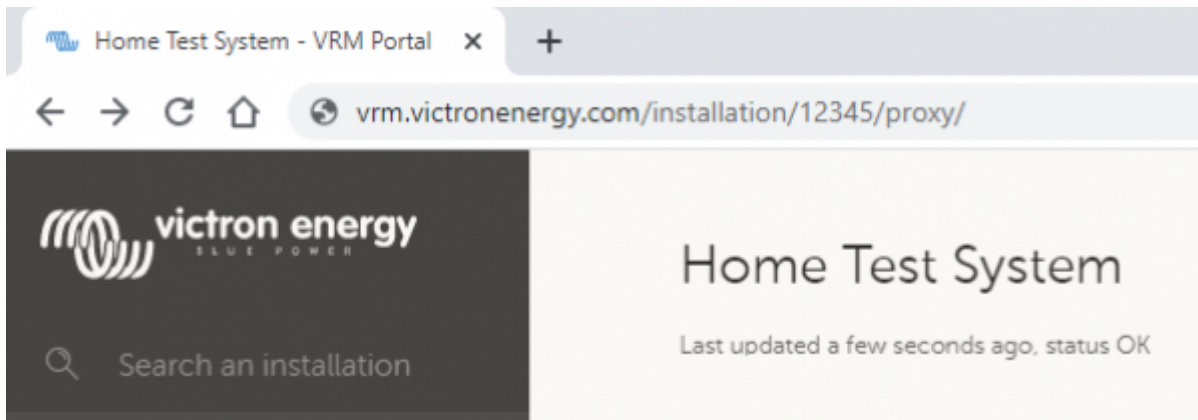 Home Test System - VRM Portal
vrm.victronenergy.com/installation/12345/proxy/
victron energy
BLUE POWER
Home Test System
Last updated a few seconds ago, status OK
Search an installation